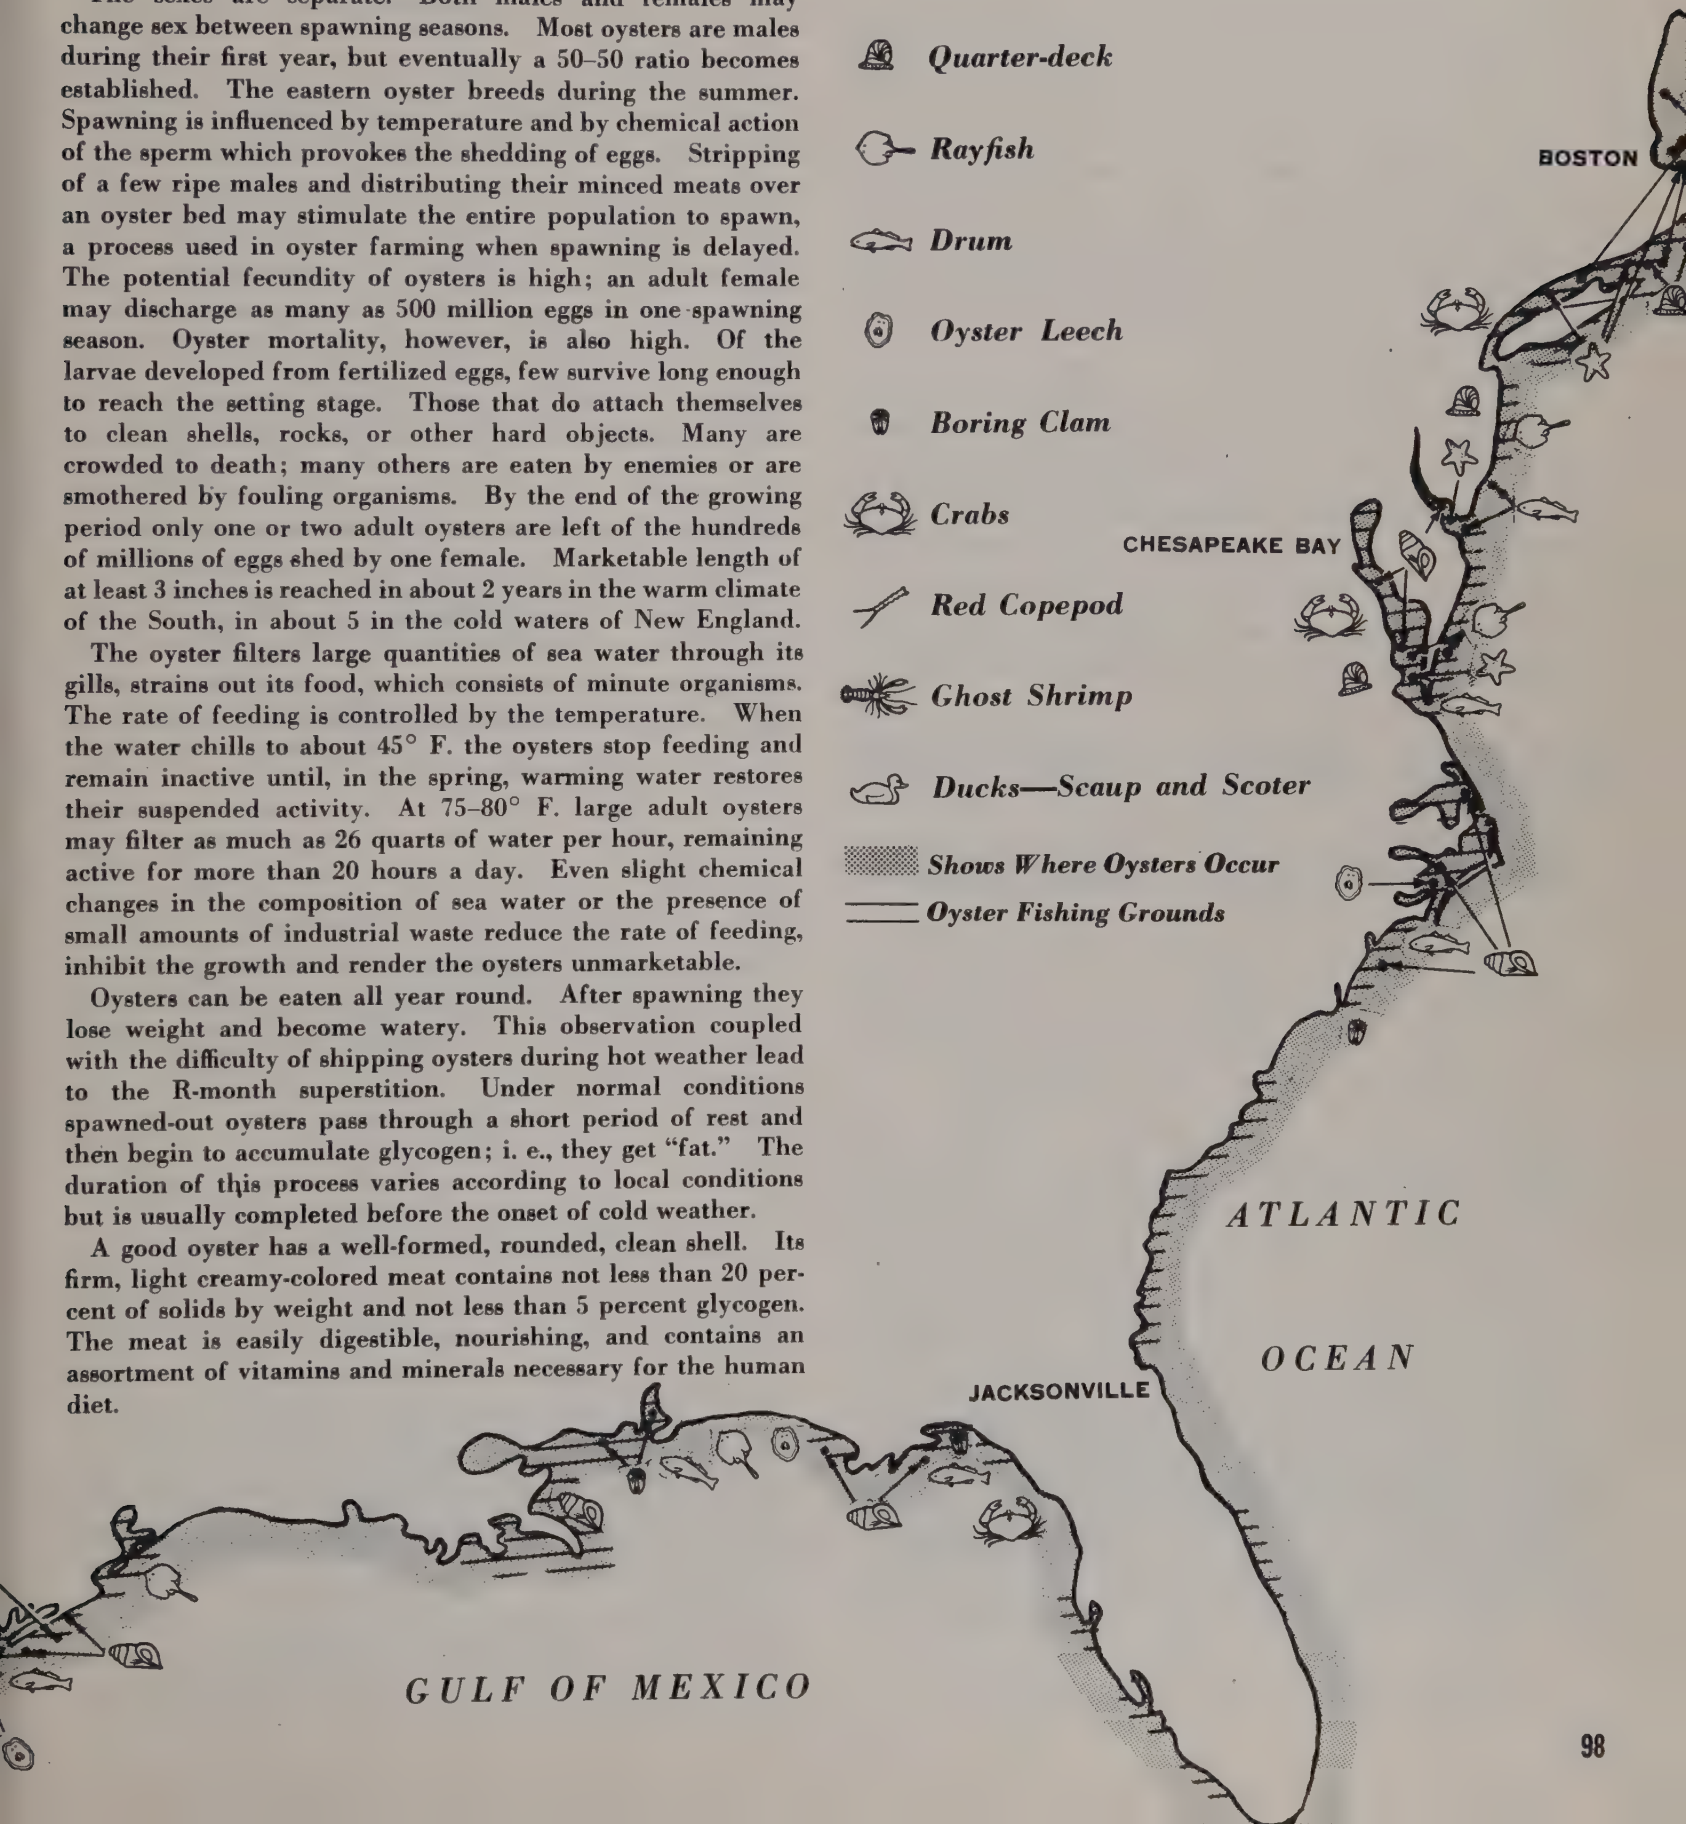 The sexes are separate. Both males and females may
change sex between spawning seasons. Most oysters are males
during their first year, but eventually a 50–50 ratio becomes
established. The eastern oyster breeds during the summer.
Spawning is influenced by temperature and by chemical action
of the sperm which provokes the shedding of eggs. Stripping
of a few ripe males and distributing their minced meats over
an oyster bed may stimulate the entire population to spawn,
a process used in oyster farming when spawning is delayed.
The potential fecundity of oysters is high; an adult female
may discharge as many as 500 million eggs in one spawning
season. Oyster mortality, however, is also high. Of the
larvae developed from fertilized eggs, few survive long enough
to reach the setting stage. Those that do attach themselves
to clean shells, rocks, or other hard objects. Many are
crowded to death; many others are eaten by enemies or are
smothered by fouling organisms. By the end of the growing
period only one or two adult oysters are left of the hundreds
of millions of eggs shed by one female. Marketable length of
at least 3 inches is reached in about 2 years in the warm climate
of the South, in about 5 in the cold waters of New England.
The oyster filters large quantities of sea water through its
gills, strains out its food, which consists of minute organisms.
The rate of feeding is controlled by the temperature. When
the water chills to about 45° F. the oysters stop feeding and
remain inactive until, in the spring, warming water restores
their suspended activity. At 75–80° F. large adult oysters
may filter as much as 26 quarts of water per hour, remaining
active for more than 20 hours a day. Even slight chemical
changes in the composition of sea water or the presence of
small amounts of industrial waste reduce the rate of feeding,
inhibit the growth and render the oysters unmarketable.
Oysters can be eaten all year round. After spawning they
lose weight and become watery. This observation coupled
with the difficulty of shipping oysters during hot weather lead
to the R-month superstition. Under normal conditions
spawned-out oysters pass through a short period of rest and
then begin to accumulate glycogen; i. e., they get “fat.” The
duration of this process varies according to local conditions
but is usually completed before the onset of cold weather.
A good oyster has a well-formed, rounded, clean shell. Its
firm, light creamy-colored meat contains not less than 20 per-
cent of solids by weight and not less than 5 percent glycogen.
The meat is easily digestible, nourishing, and contains an
assortment of vitamins and minerals necessary for the human
diet.
Quarter-deck
Rayfish
Drum
Oyster Leech
Boring Clam
Crabs
Red Copepod
Ghost Shrimp
Ducks—Scaup and Scoter
Shows Where Oysters Occur
Oyster Fishing Grounds
BOSTON
CHESAPEAKE BAY
ATLANTIC
OCEAN
JACKSONVILLE
GULF OF MEXICO
98